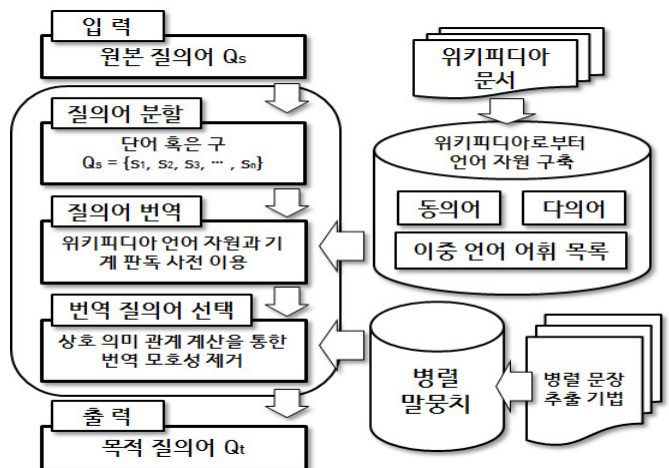 입 력
원본 질의어 Qs
질의어 분할
단어 혹은 구
Qs = {s1, s2, s3, ··· , sn}
질의어 번역
위키피디아 언어 자원과 기
계 판독 사전 이용
번역 질의어 선택
상호 의미 관계 계산을 통한
번역 모호성 제거
출 력
목적 질의어 Qt
위키피디아
문서
위키피디아로부터
언어 자원 구축
동의어
다의어
이중 언어 어휘 목록
병렬
말뭉치
병렬 문장
추출 기법